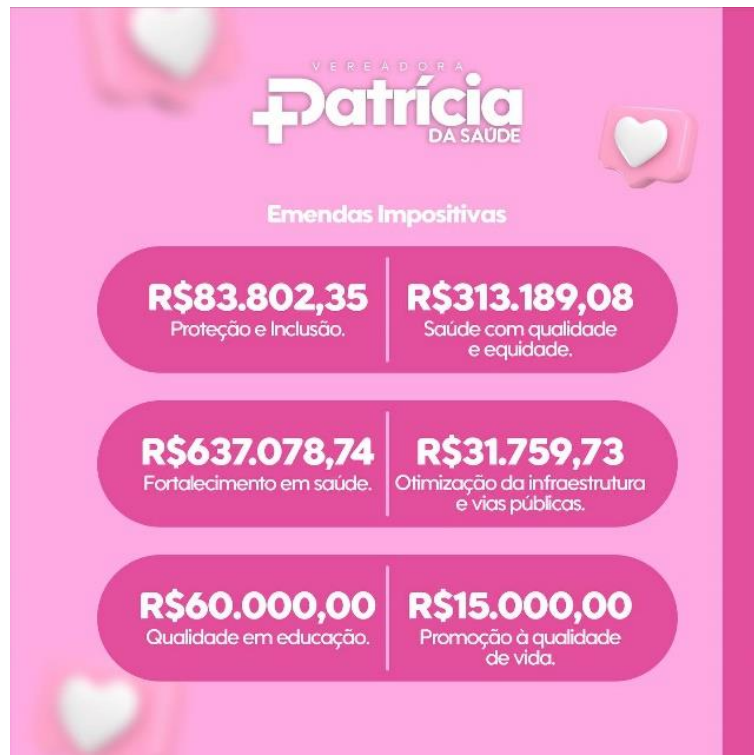 VEREADORA
Patrícia
DA SAÚDE
Emendas Impositivas
R$83.802,35
Proteção e Inclusão.
R$313.189,08
Saúde com qualidade
e equidade.
R$637.078,74
Fortalecimento em saúde.
R$31.759,73
Otimização da infraestrutura
e vias públicas.
R$60.000,00
Qualidade em educação.
R$15.000,00
Promoção à qualidade
de vida.